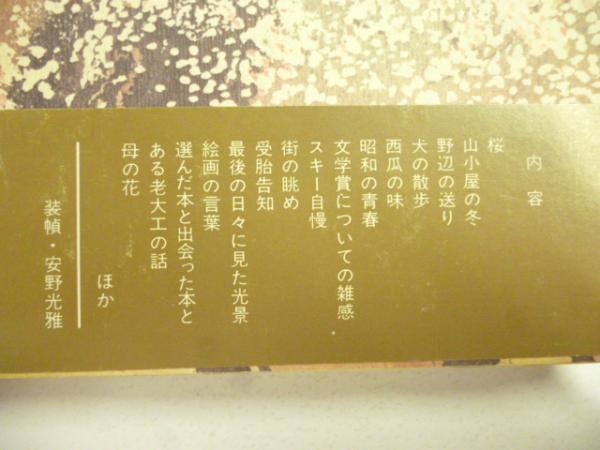 内容
桜
山小屋の冬
野辺の送り
犬の散歩
西瓜の味
昭和の青春
文学賞についての雑感
スキー自慢
街の眺め
受胎告知
最後の日々に見た光景
絵画の言葉
選んだ本と出会った本と
ある老大工の話
母の花
ほか
装幀・安野光雅